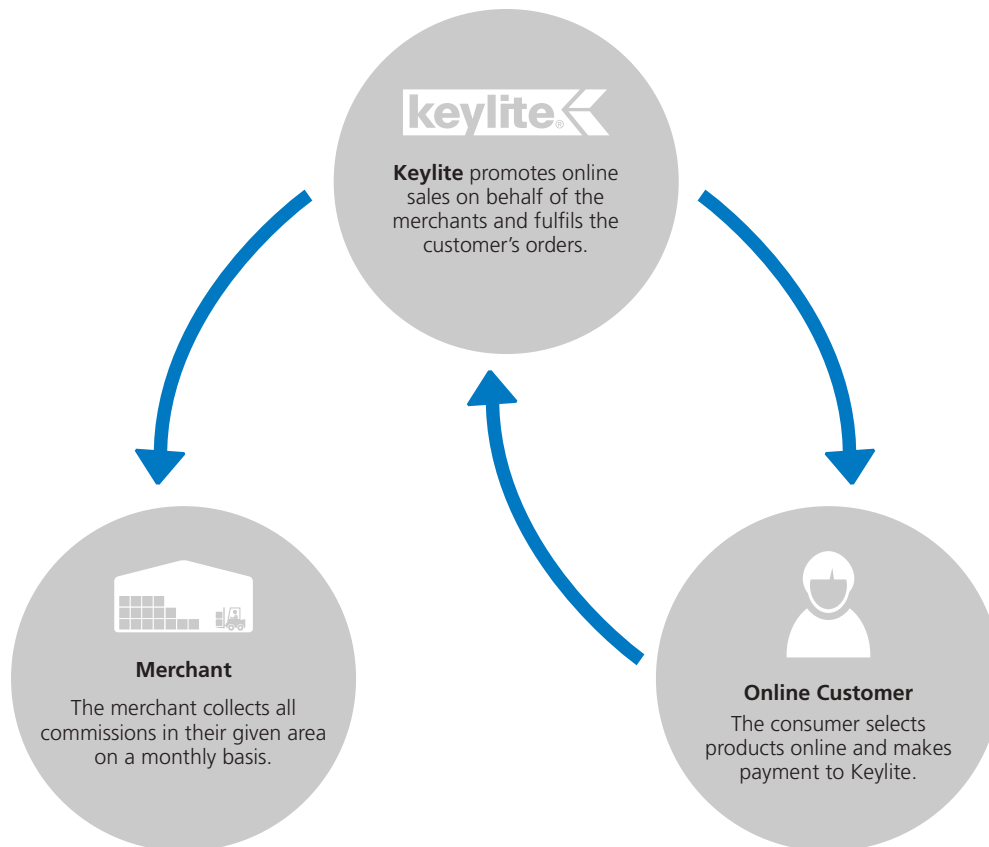 keylite®
Keylite promotes online
sales on behalf of the
merchants and fulfils the
customer’s orders.
Merchant
The merchant collects all
commissions in their given area
on a monthly basis.
Online Customer
The consumer selects
products online and makes
payment to Keylite.